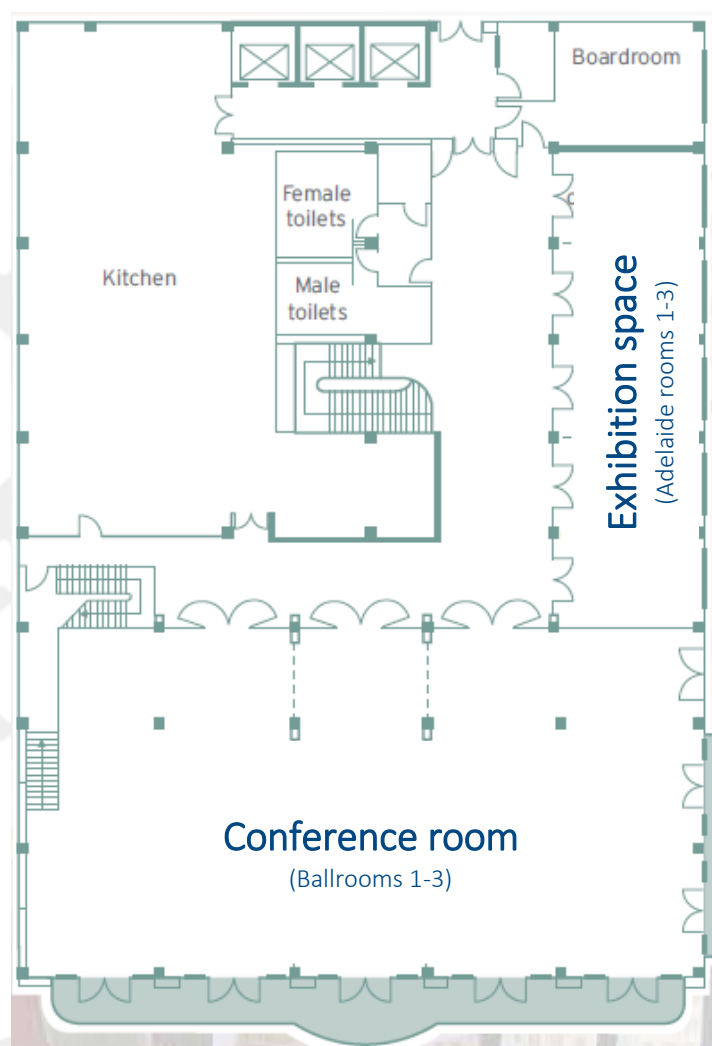 Boardroom
Female
toilets
Kitchen
Male
toilets
Exhibition space
(Adelaide rooms 1-3)
Conference room
(Ballrooms 1-3)